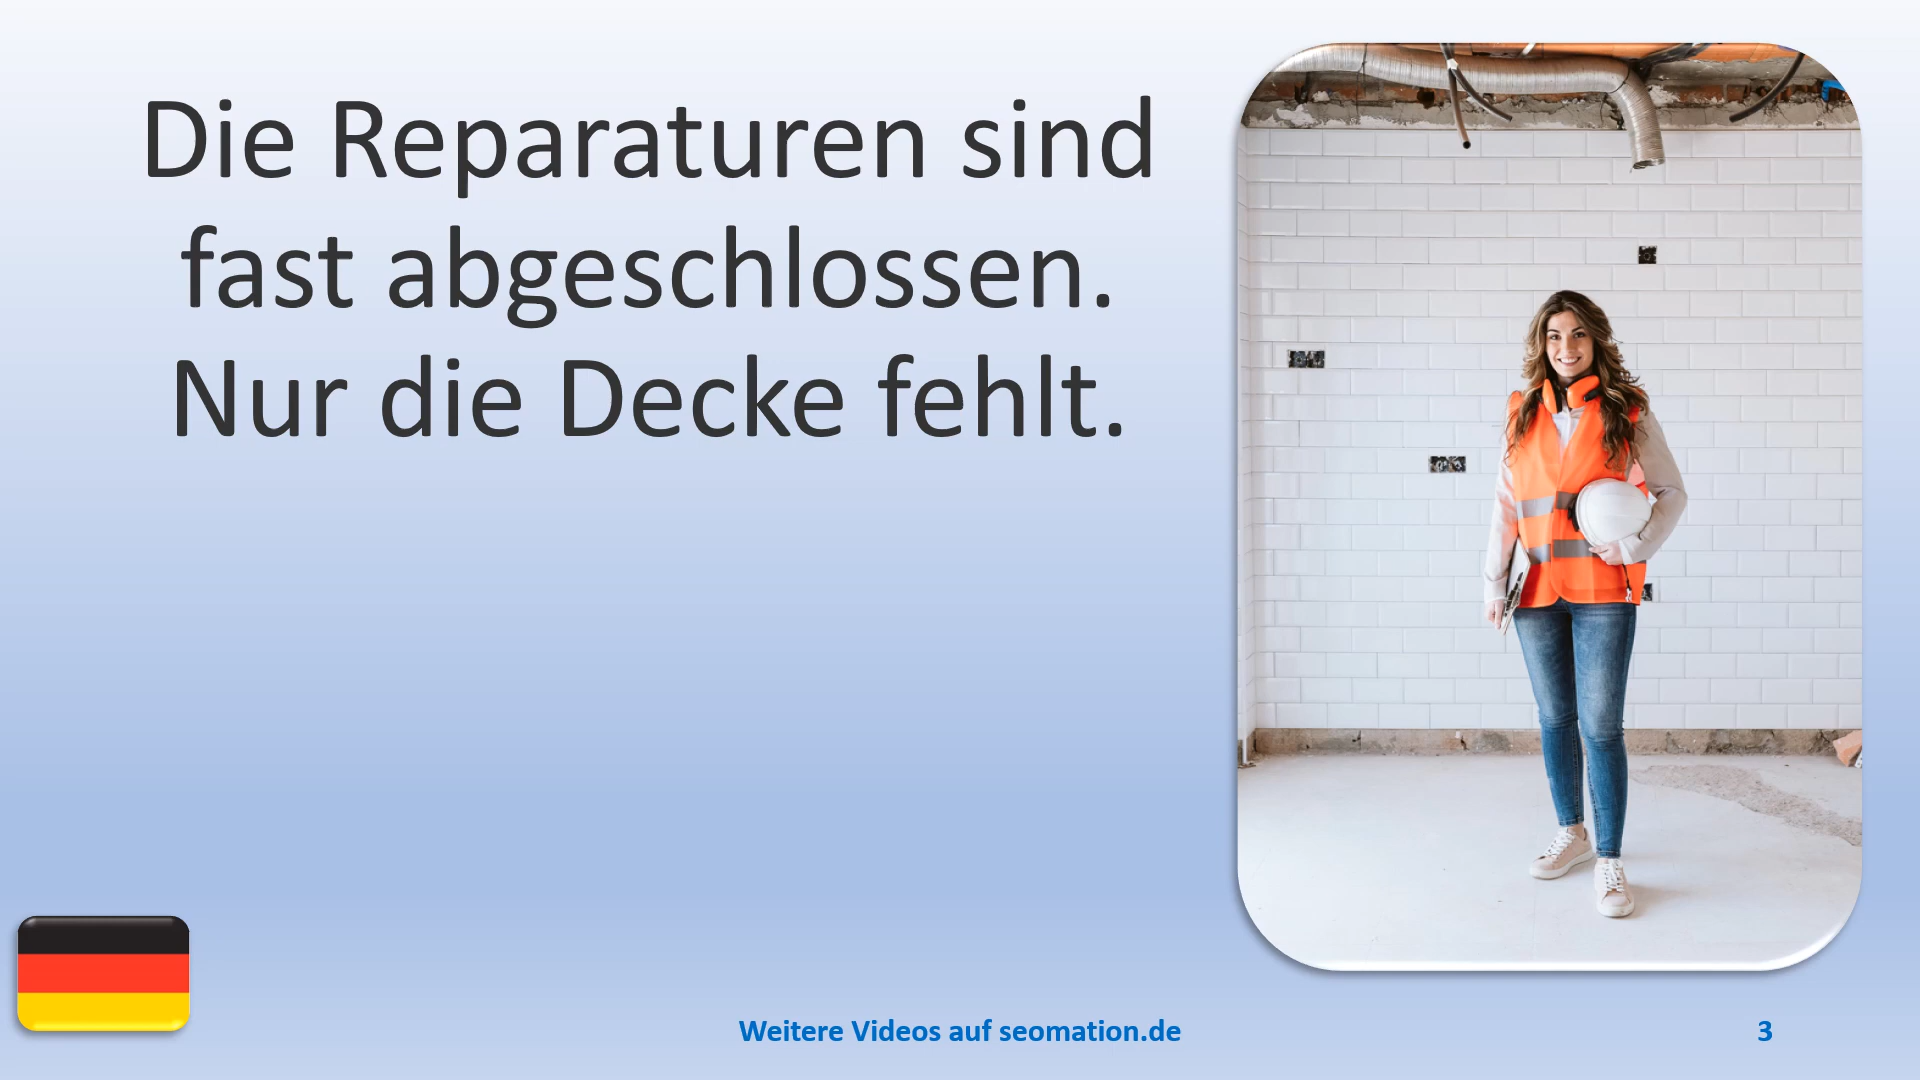 Die Reparaturen sind
fast abgeschlossen.
Nur die Decke fehlt.
Weitere Videos auf seomation.de
3